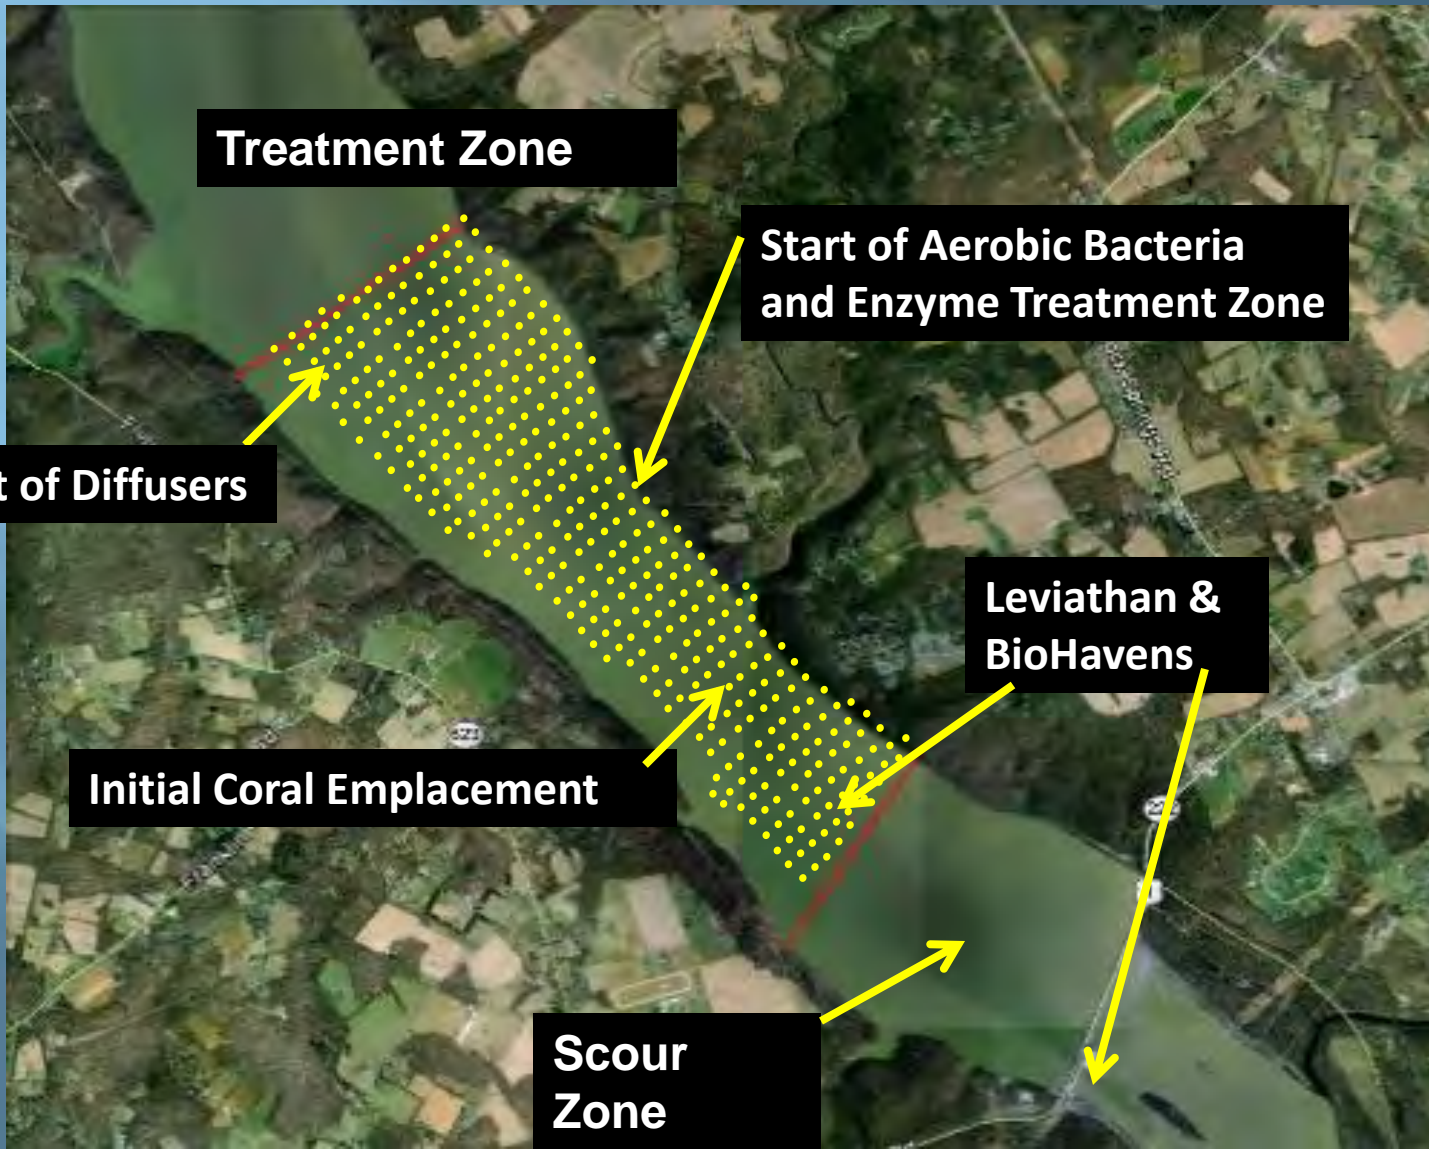 Treatment Zone
Start of Aerobic Bacteria
and Enzyme Treatment Zone
t of Diffusers
Leviathan &
BioHavens
Initial Coral Emplacement
Scour
Zone